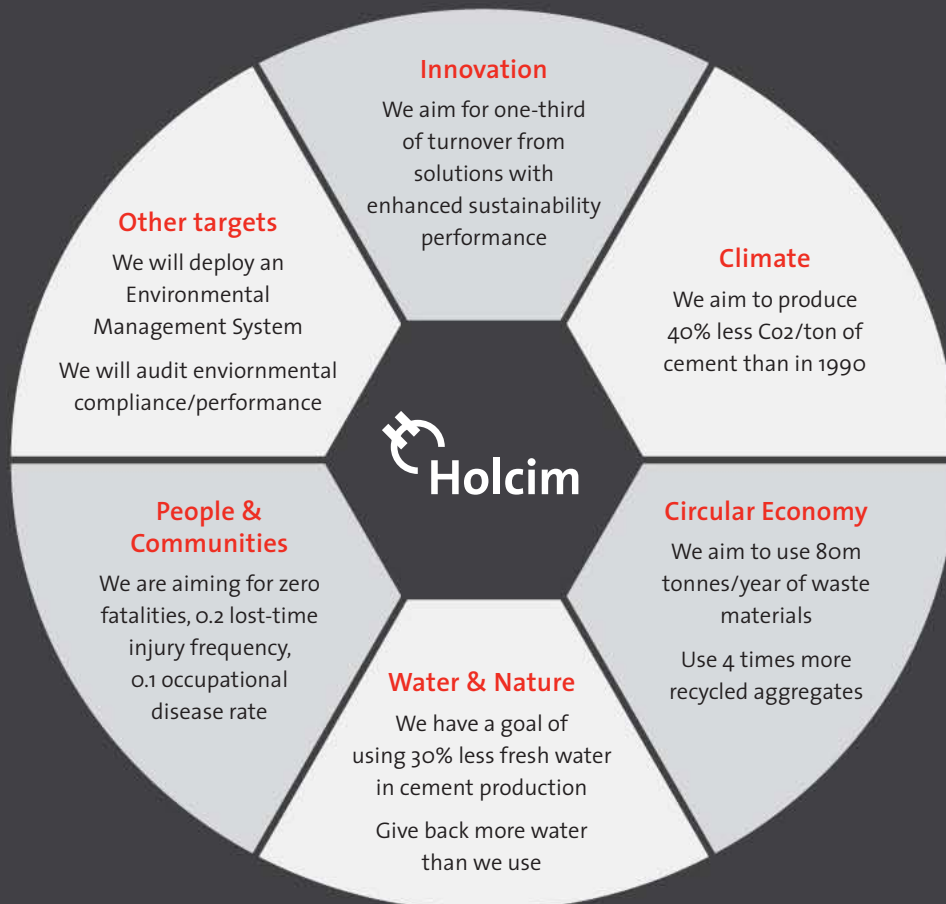 Innovation
We aim for one-third
of turnover from
solutions with
enhanced sustainability
performance
Climate
We aim to produce
40% less Co2/ton of
cement than in 1990
Circular Economy
We aim to use 80m
tonnes/year of waste
materials
Use 4 times more
recycled aggregates
Water & Nature
We have a goal of
using 30% less fresh water
in cement production
Give back more water
than we use
People &
Communities
We are aiming for zero
fatalities, 0.2 lost-time
injury frequency,
0.1 occupational
disease rate
Other targets
We will deploy an
Environmental
Management System
We will audit enviornmental
compliance/performance
Holcim